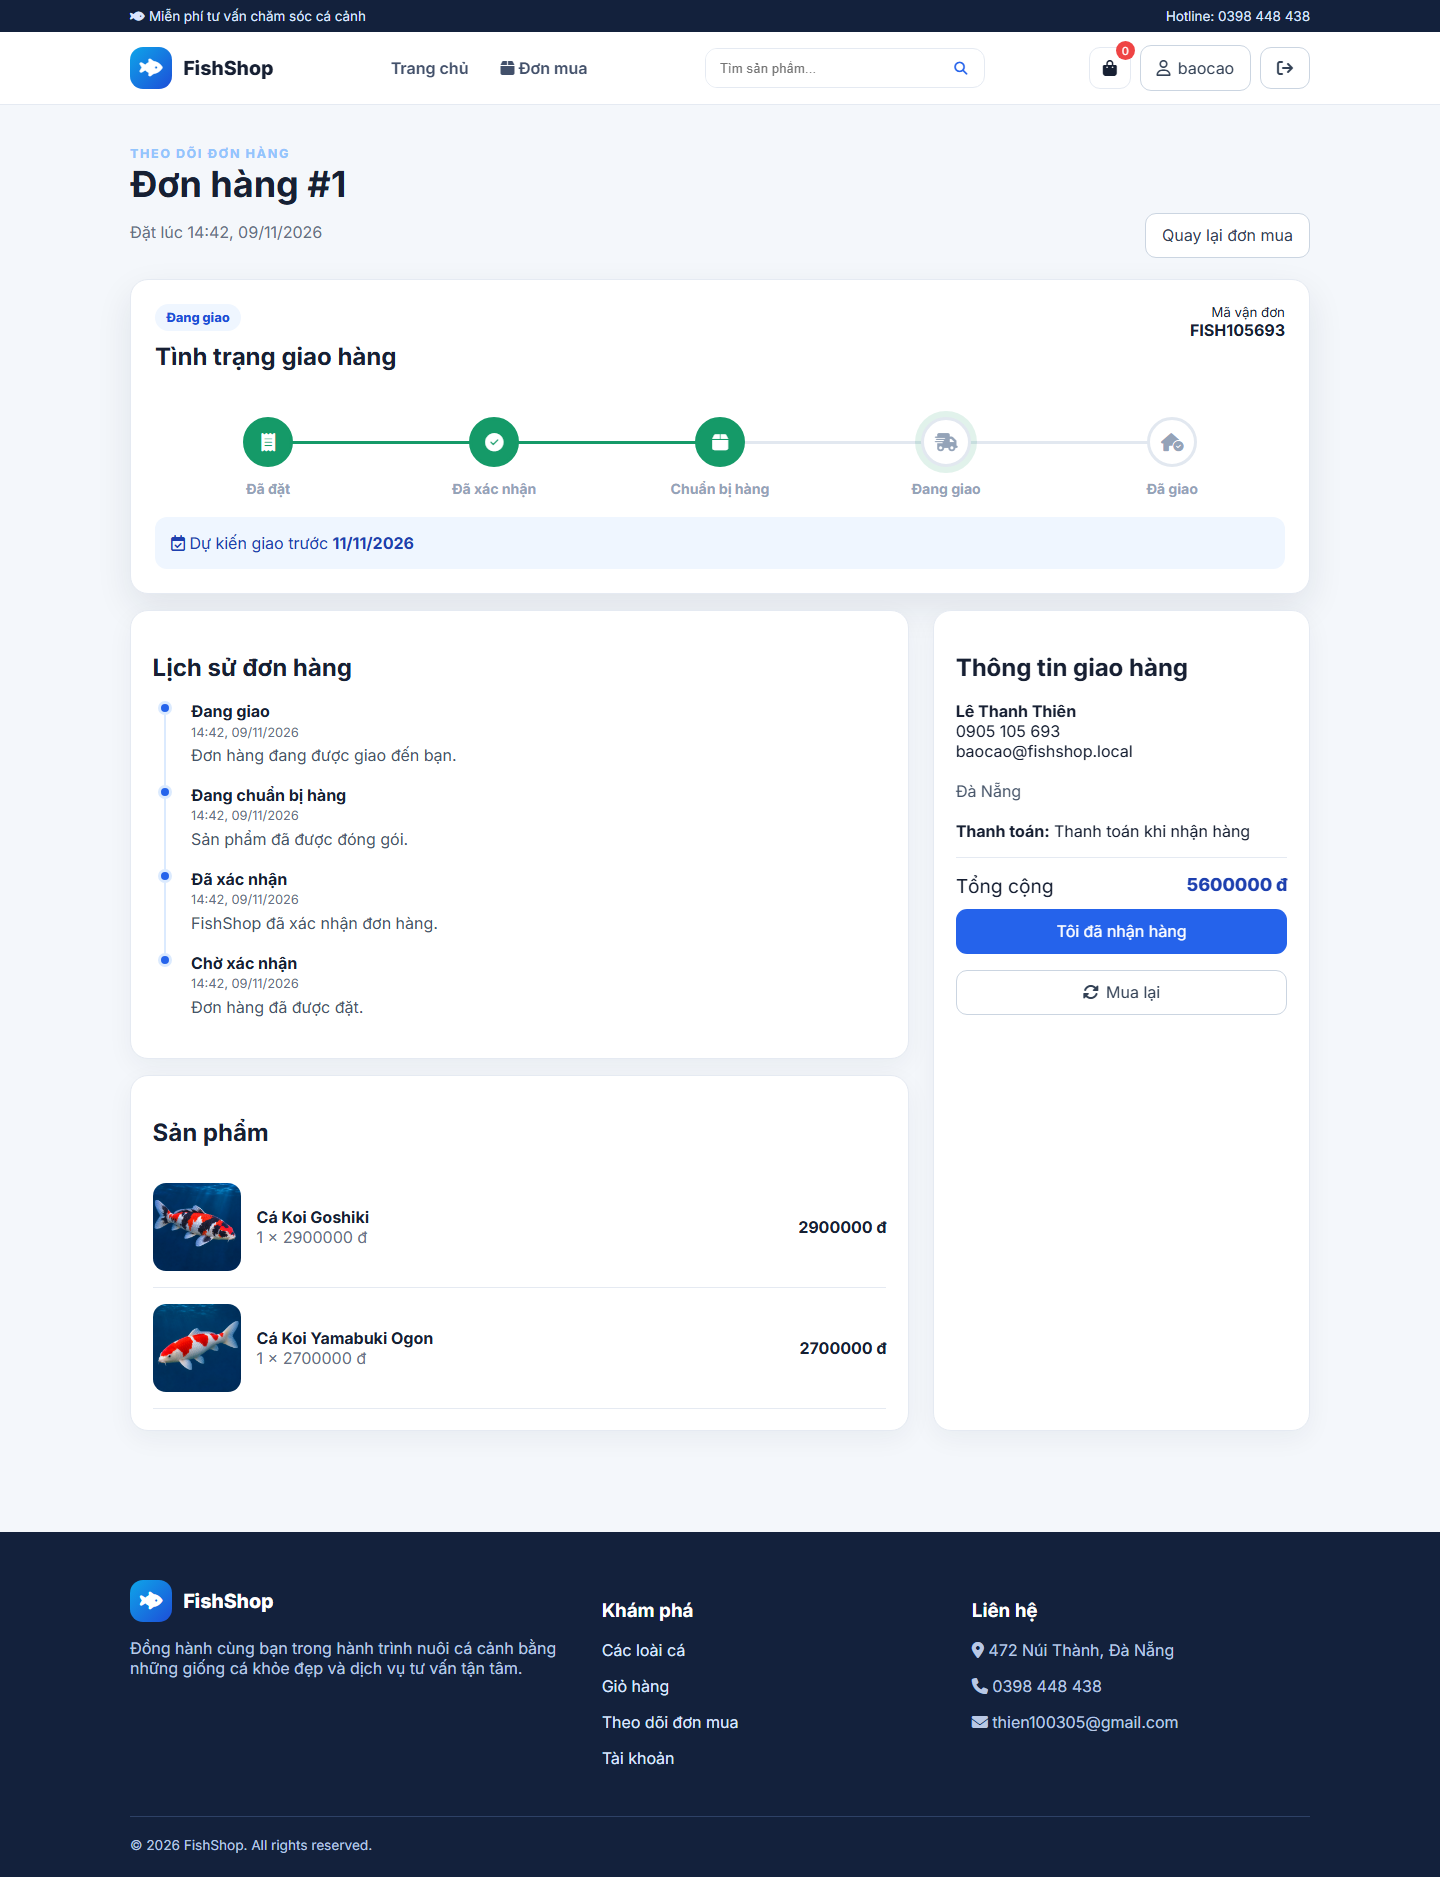 Miễn phí tư vấn chăm sóc cá cảnh
Hotline: 0398 448 438
FishShop
Trang chủ
Đơn mua
Tìm sản phẩm...
0
baocao
THEO DÕI ĐƠN HÀNG
Đơn hàng #1
Đặt lúc 14:42, 09/11/2026
Quay lại đơn mua
Đang giao
Mã vận đơn
FISH105693
Tình trạng giao hàng
Đã đặt
Đã xác nhận
Chuẩn bị hàng
Đang giao
Đã giao
Dự kiến giao trước 11/11/2026
Lịch sử đơn hàng
Đang giao
14:42, 09/11/2026
Đơn hàng đang được giao đến bạn.
Đang chuẩn bị hàng
14:42, 09/11/2026
Sản phẩm đã được đóng gói.
Đã xác nhận
14:42, 09/11/2026
FishShop đã xác nhận đơn hàng.
Chờ xác nhận
14:42, 09/11/2026
Đơn hàng đã được đặt.
Thông tin giao hàng
Lê Thanh Thiên
0905 105 693
baocao@fishshop.local
Đà Nẵng
Thanh toán: Thanh toán khi nhận hàng
Tổng cộng 5600000 đ
Tôi đã nhận hàng
Mua lại
Sản phẩm
Cá Koi Goshiki
1 × 2900000 đ
2900000 đ
Cá Koi Yamabuki Ogon
1 × 2700000 đ
2700000 đ
FishShop
Đồng hành cùng bạn trong hành trình nuôi cá cảnh bằng
những giống cá khỏe đẹp và dịch vụ tư vấn tận tâm.
Khám phá
Các loài cá
Giỏ hàng
Theo dõi đơn mua
Tài khoản
Liên hệ
472 Núi Thành, Đà Nẵng
0398 448 438
thien100305@gmail.com
© 2026 FishShop. All rights reserved.